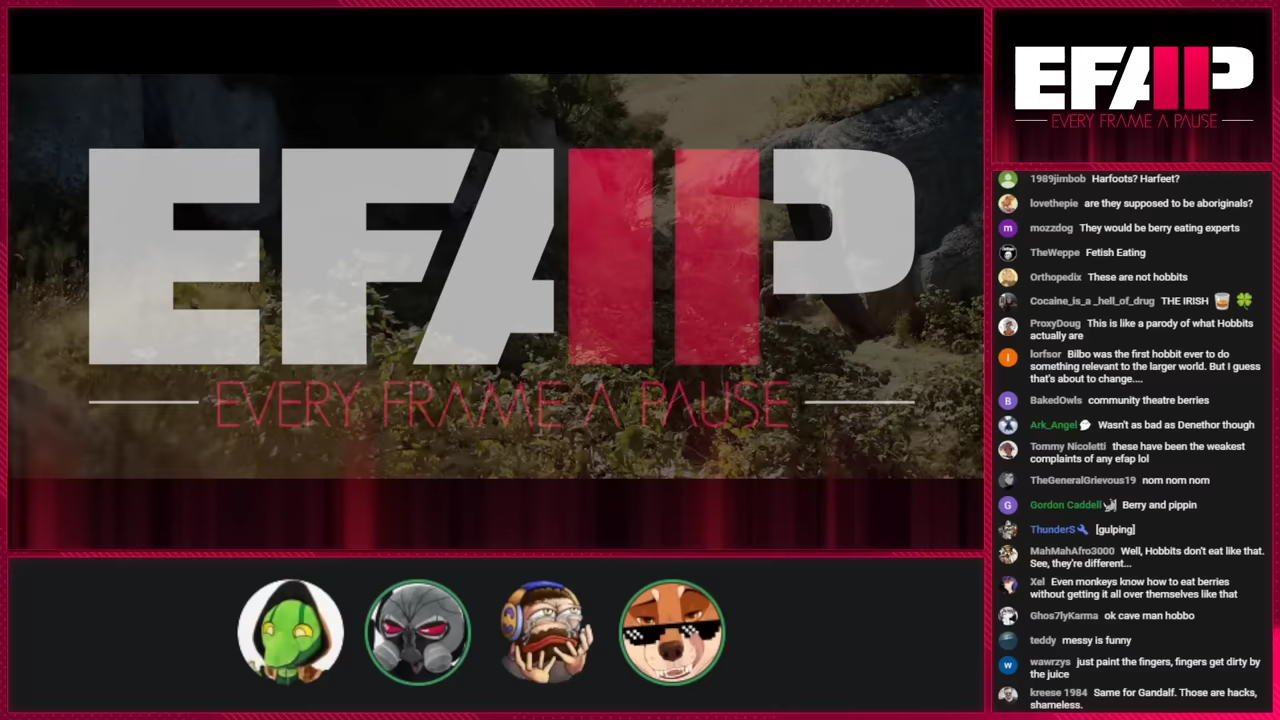 EFAP
EVERY FRAME A PAUSE
EFAP
EVERY FRAME A PAUSE
1989jimbob Harfoots? Harfeet?
lovethepie are they supposed to be aboriginals?
m mozzdog They would be berry eating experts
TheWeppe Fetish Eating
Orthopedix These are not hobbits
Cocaine_is_a _hell_of_drug THE IRISH 🥃 🍀
ProxyDoug This is like a parody of what Hobbits
actually are
l lorfsor Bilbo was the first hobbit ever to do
something relevant to the larger world. But I guess
that's about to change....
B BakedOwls community theatre berries
Ark_Angel Wasn't as bad as Denethor though
Tommy Nicoletti these have been the weakest
complaints of any efap lol
TheGeneralGrievous19 nom nom nom
G Gordon Caddell Berry and pippin
ThunderS [gulping]
MahMahAfro3000 Well, Hobbits don't eat like that.
See, they're different...
Xel Even monkeys know how to eat berries
without getting it all over themselves like that
Ghos7lyKarma ok cave man hobbo
teddy messy is funny
w wawrzys just paint the fingers, fingers get dirty by
the juice
kreese 1984 Same for Gandalf. Those are hacks,
shameless.